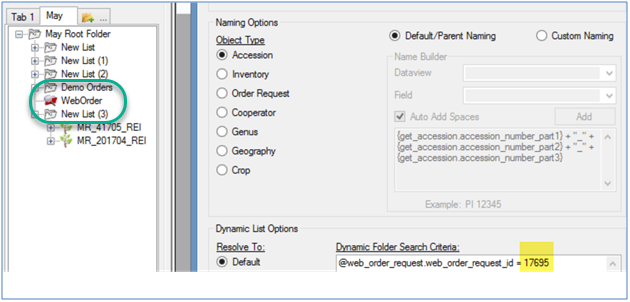 Tab 1
May
...
May Root Folder
New List
New List (1)
New List (2)
Demo Orders
WebOrder
New List (3)
MR_41705_REI
MR_201704_REI
Naming Options
Object Type
Accession
Inventory
Order Request
Cooperator
Genus
Geography
Crop
Default/Parent Naming
Custom Naming
Name Builder
Dataview
Field
Auto Add Spaces
Add
{get_accession.accession_number_part1} + "_" +
{get_accession.accession_number_part2} + "_" +
{get_accession.accession_number_part3}
Example: PI 12345
Dynamic List Options
Resolve To:
Default
Dynamic Folder Search Criteria:
@web_order_request.web_order_request_id = 17695